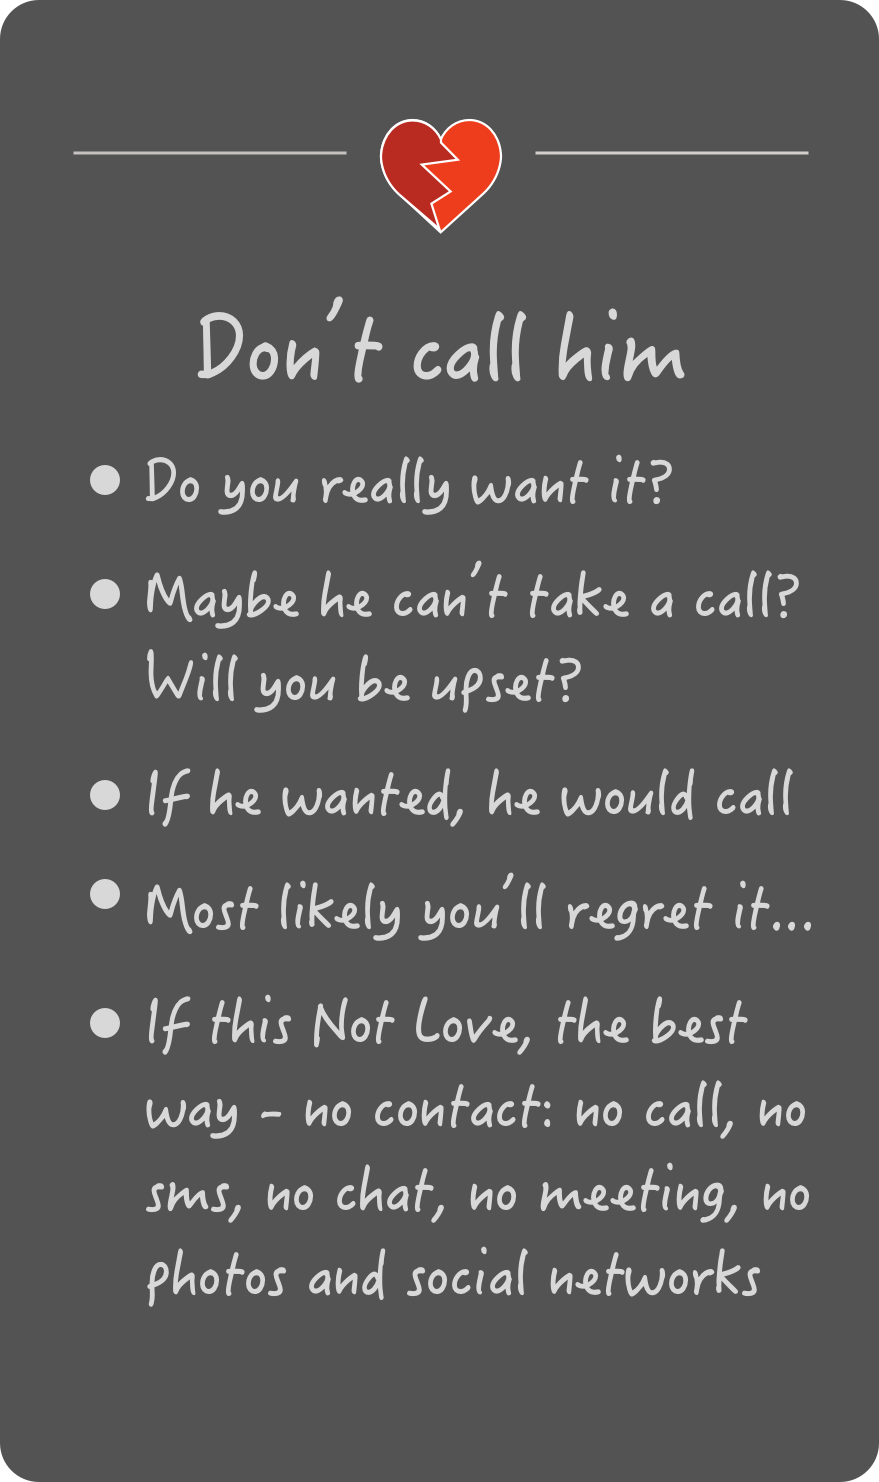 Don't call him
Do you really want it?
Maybe he can't take a call?
Will you be upset?
If he wanted, he would call
Most likely you'll regret it...
If this Not Love, the best
way - no contact: no call, no
sms, no chat, no meeting, no
photos and social networks